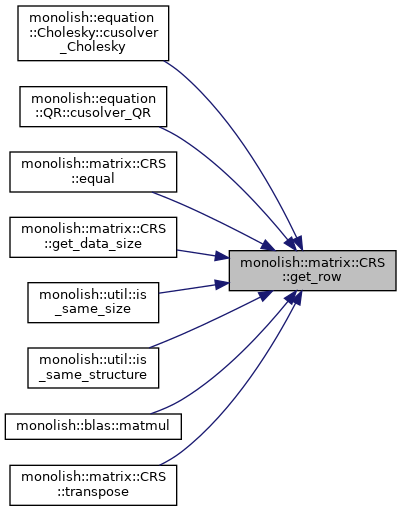 monolish::equation
::Cholesky::cusolver
_Cholesky
monolish::equation
::QR::cusolver_QR
monolish::matrix::CRS
::equal
monolish::matrix::CRS
::get_data_size
monolish::matrix::CRS
::get_row
monolish::util::is
_same_size
monolish::util::is
_same_structure
monolish::blas::matmul
monolish::matrix::CRS
::transpose